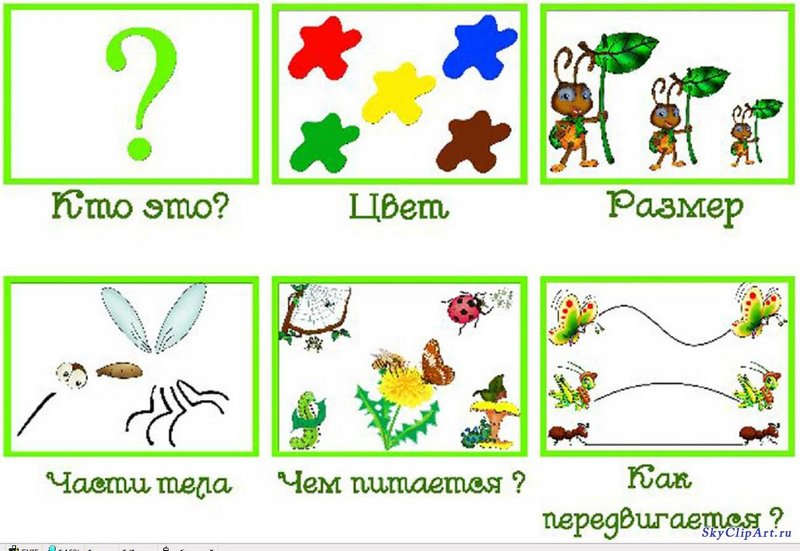 ?
Кто это?
Цвет
Размер
Части тела
Чем питается ?
Как
передвигается ?
SkyClipArt.ru